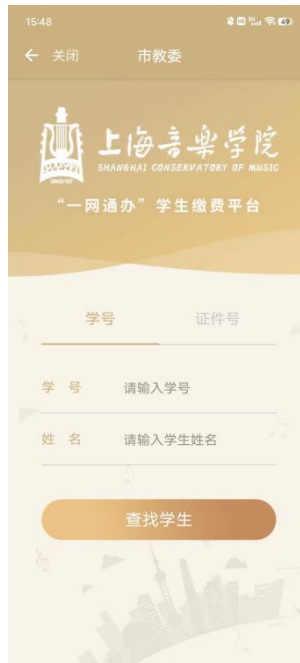 15:48
5G 49
关闭 市教委
上海音乐学院
SHANGHAI CONSERVATORY OF MUSIC
“一网通办”学生缴费平台
学号 证件号
学 号 请输入学号
姓 名 请输入学生姓名
查找学生